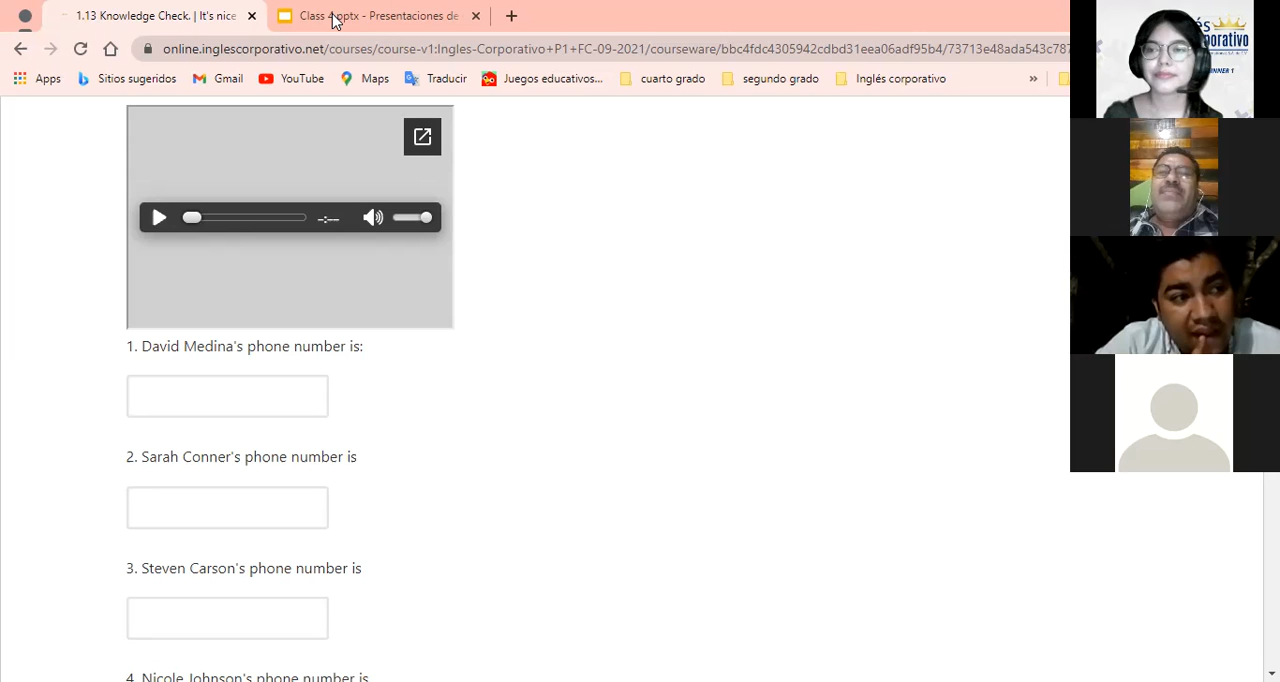 1.13 Knowledge Check. | It's nice
Class 4.pptx - Presentaciones de
online.inglescorporativo.net/courses/course-v1:Ingles-Corporativo+P1+FC-09-2021/courseware/bbc4fdc4305942cdbd31eea06adf95b4/73713e48ada543c787
Apps
Sitios sugeridos
Gmail
YouTube
Maps
Traducir
Juegos educativos...
cuarto grado
segundo grado
Inglés corporativo
»
-:--
1. David Medina's phone number is:
2. Sarah Conner's phone number is
3. Steven Carson's phone number is
4. Nicole Johnson's phone number is